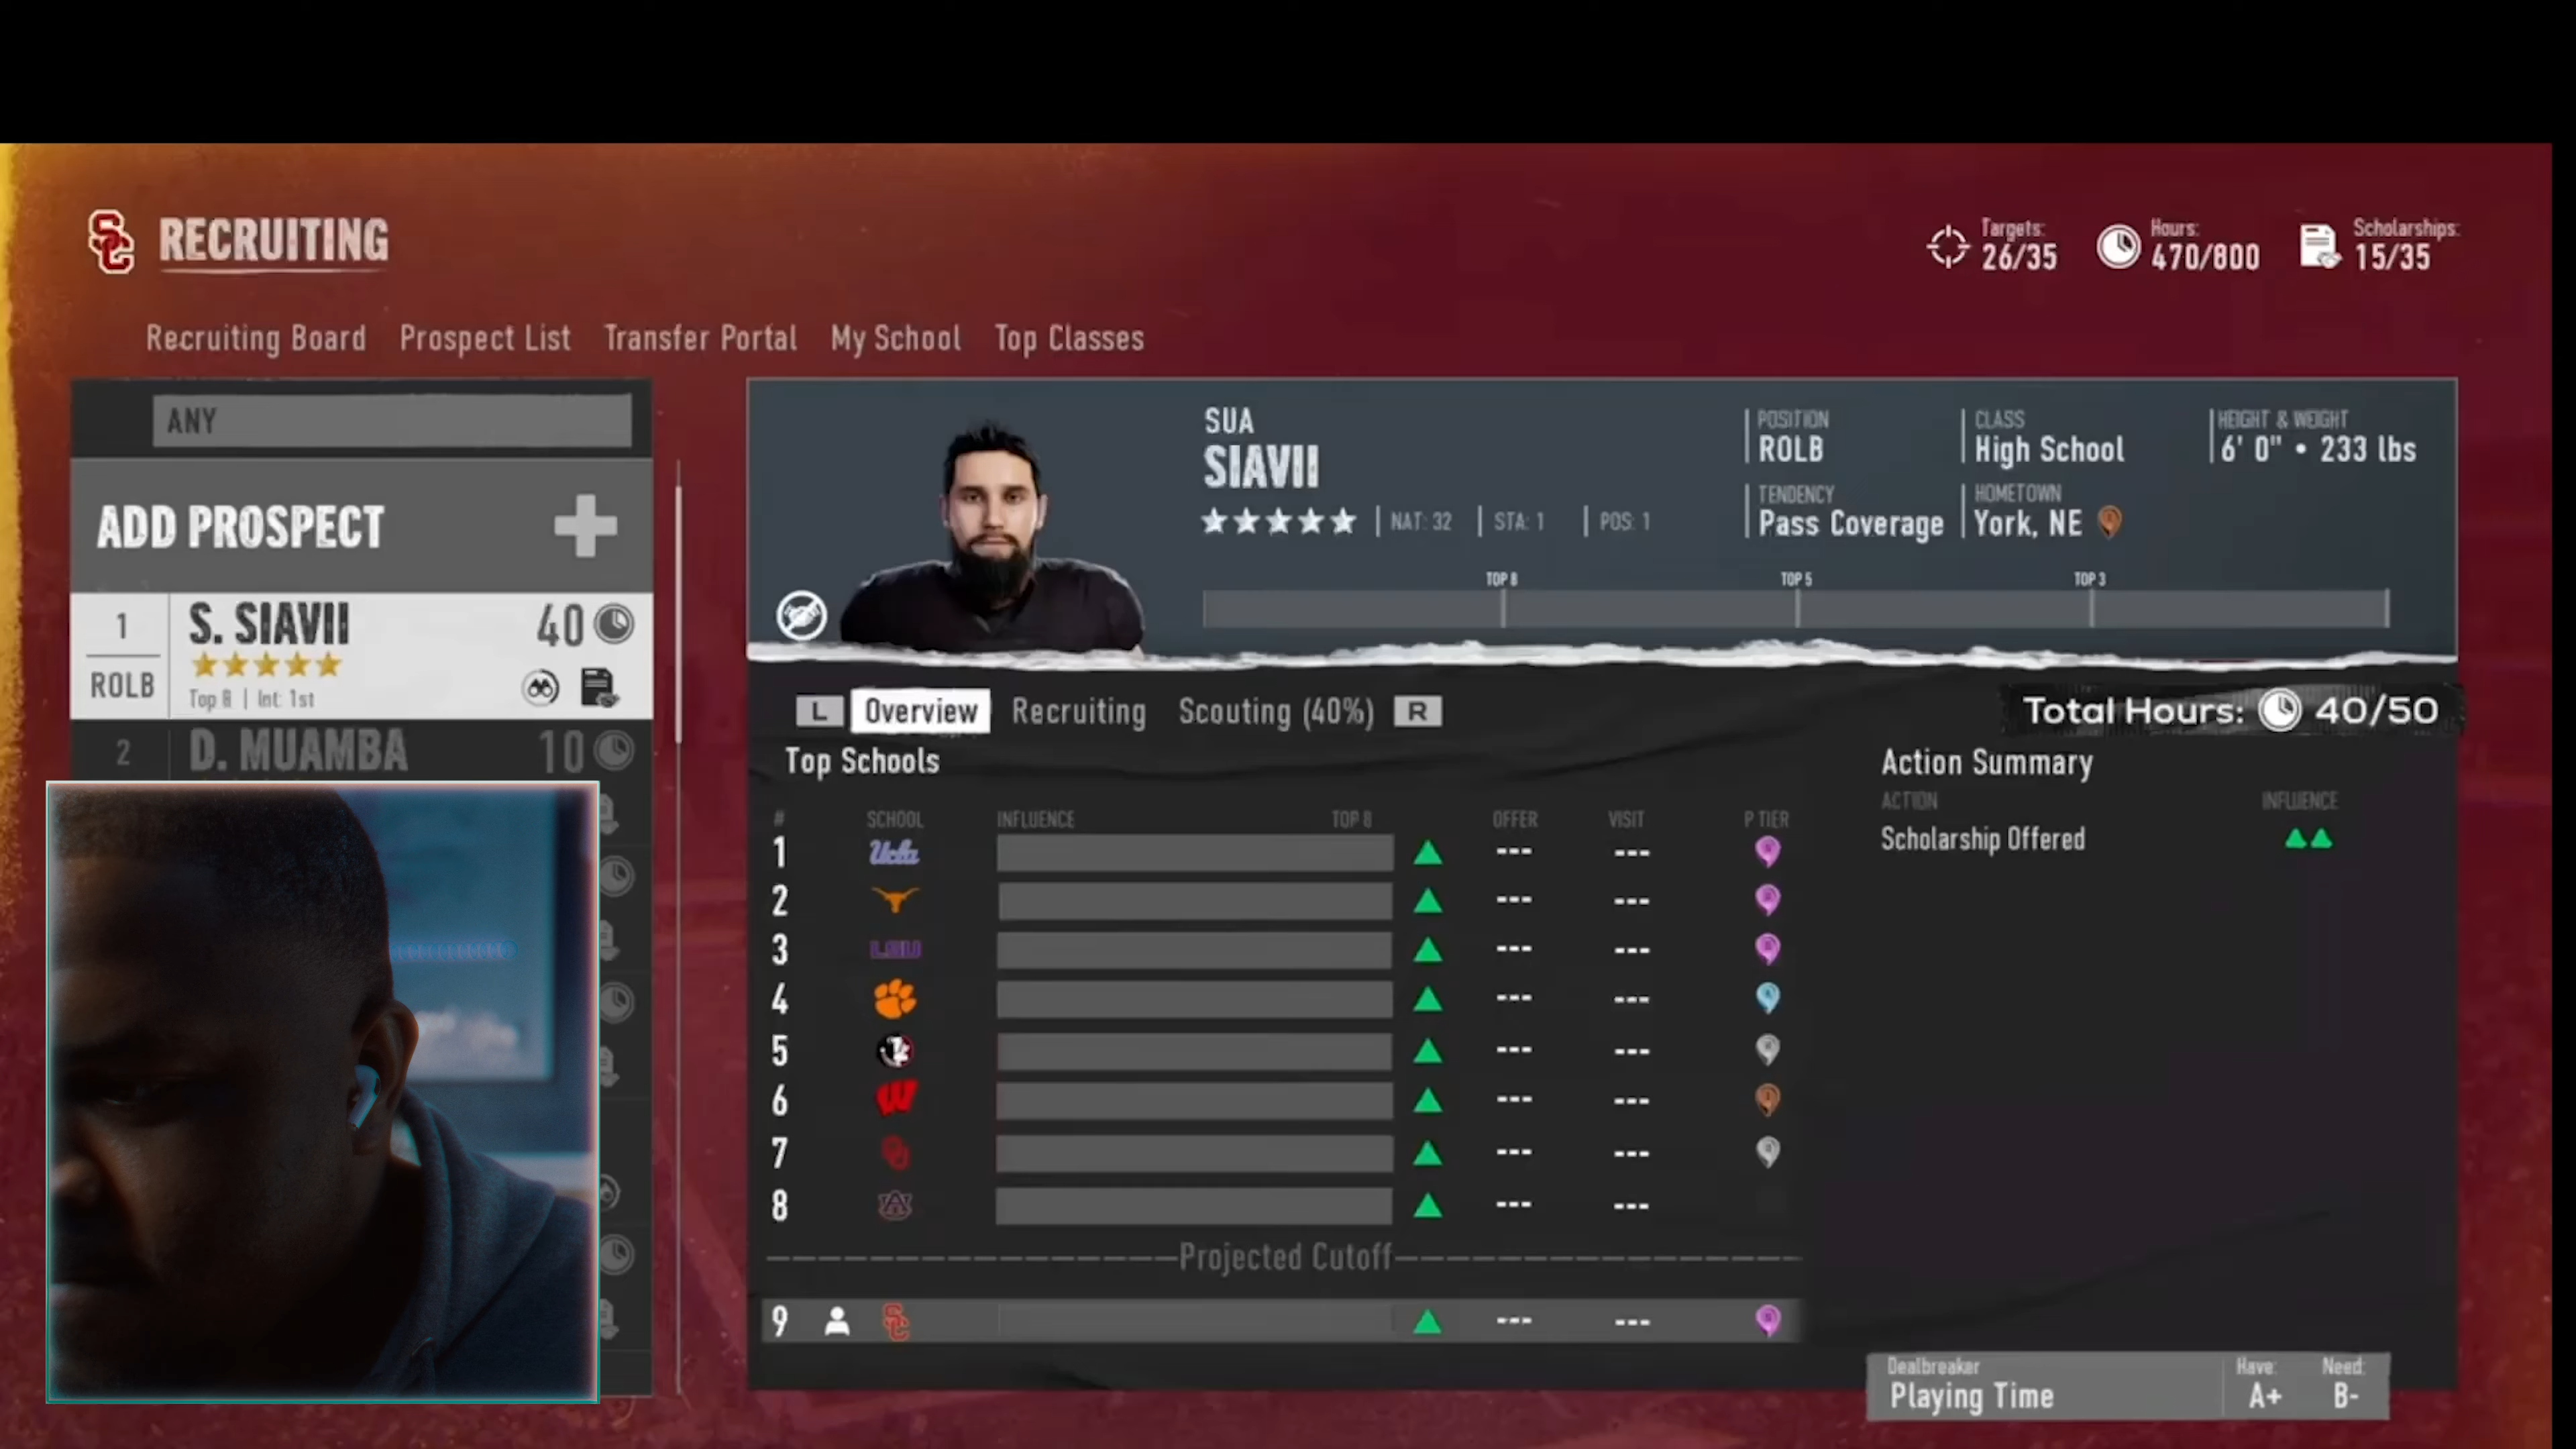 RECRUITING
Targets:
26/35
Hours:
470/800
Scholarships:
15/35
Recruiting Board Prospect List Transfer Portal My School Top Classes
ANY
ADD PROSPECT
1
ROLB
S. SIAVII
40
Top 8 | Int: 1st
2
D. MUAMBA
10
SUA
SIAVII
NAT: 32
STA: 1
POS: 1
POSITION
ROLB
CLASS
High School
HEIGHT & WEIGHT
6' 0" • 233 lbs
TENDENCY
Pass Coverage
HOMETOWN
York, NE
TOP 8 TOP 5 TOP 3
L Overview Recruiting Scouting (40%) R
Total Hours: 40/50
Top Schools
# SCHOOL INFLUENCE TOP 8 OFFER VISIT P TIER
1 Ucla --- ---
2 --- ---
3 LSU --- ---
4 --- ---
5 --- ---
6 W --- ---
7 OU --- ---
8 AU --- ---
Projected Cutoff
9 SC --- ---
Action Summary
ACTION INFLUENCE
Scholarship Offered
Dealbreaker
Playing Time
Have:
A+
Need:
B-